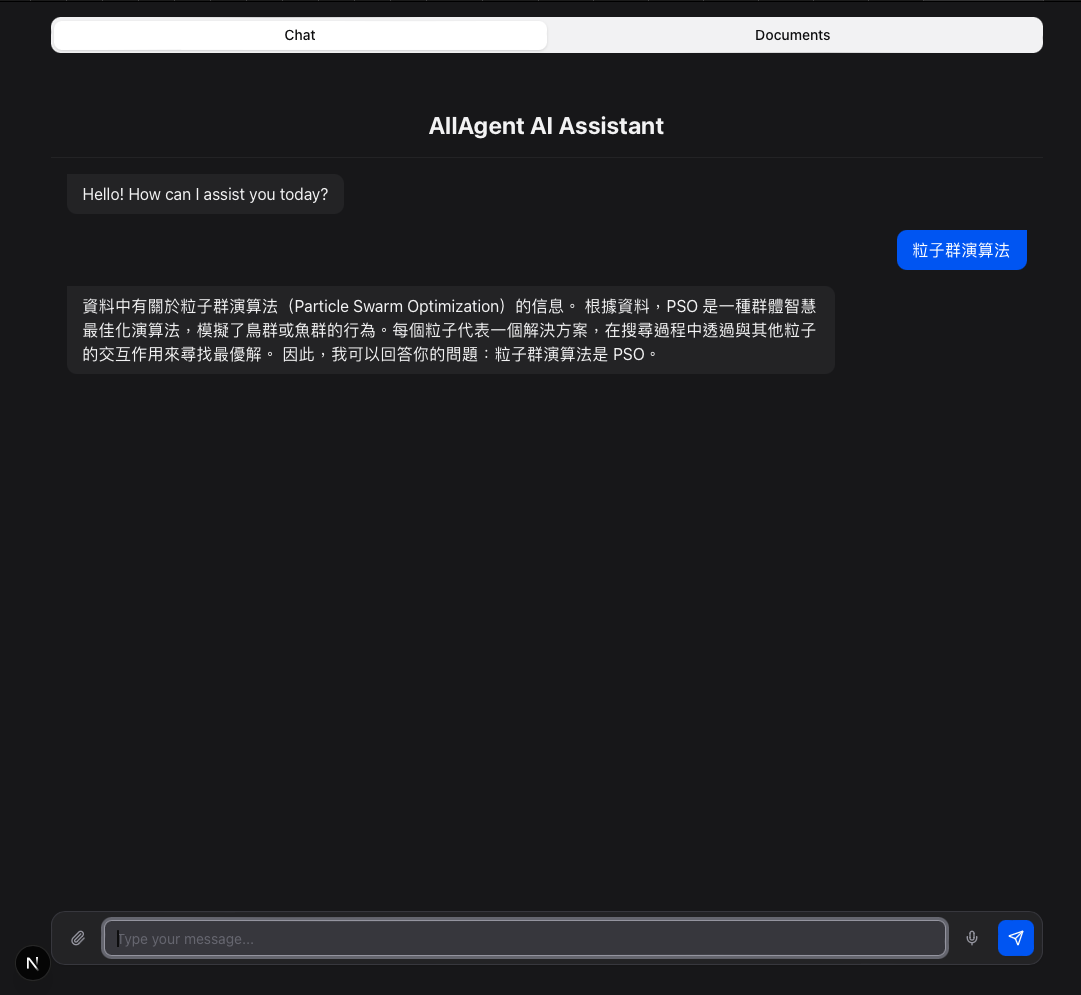 Chat
Documents
AllAgent AI Assistant
Hello! How can I assist you today?
粒子群演算法
資料中有關於粒子群演算法（Particle Swarm Optimization）的信息。 根據資料，PSO 是一種群體智慧
最佳化演算法，模擬了鳥群或魚群的行為。每個粒子代表一個解決方案，在搜尋過程中透過與其他粒子
的交互作用來尋找最優解。 因此，我可以回答你的問題：粒子群演算法是 PSO。
Type your message...
N